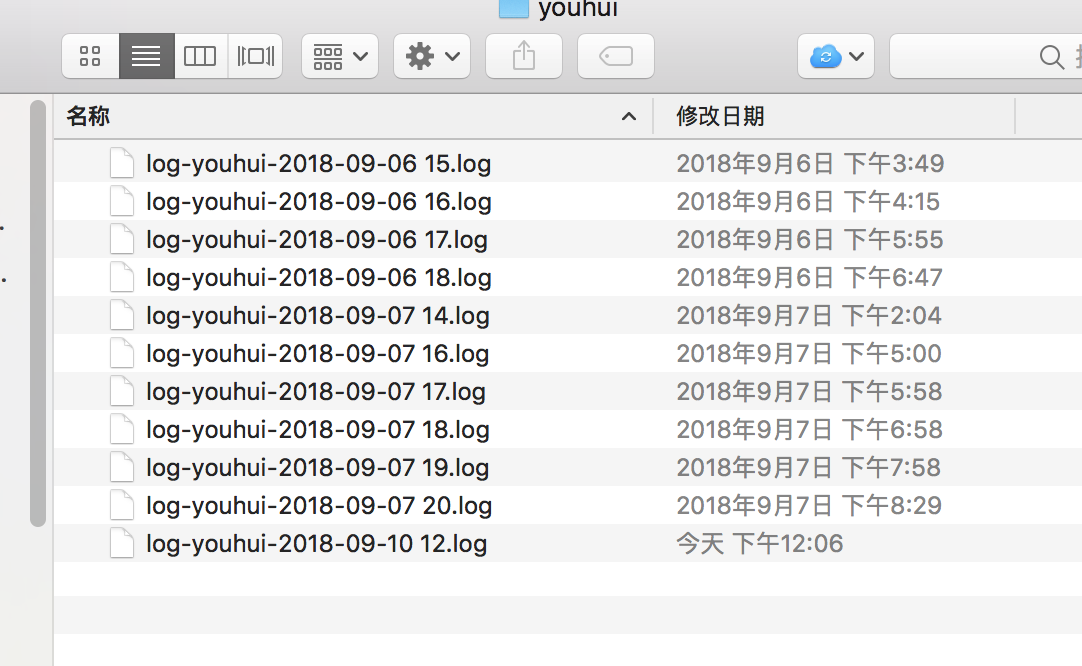 youhui
名称 修改日期
log-youhui-2018-09-06 15.log 2018年9月6日 下午3:49
log-youhui-2018-09-06 16.log 2018年9月6日 下午4:15
log-youhui-2018-09-06 17.log 2018年9月6日 下午5:55
log-youhui-2018-09-06 18.log 2018年9月6日 下午6:47
log-youhui-2018-09-07 14.log 2018年9月7日 下午2:04
log-youhui-2018-09-07 16.log 2018年9月7日 下午5:00
log-youhui-2018-09-07 17.log 2018年9月7日 下午5:58
log-youhui-2018-09-07 18.log 2018年9月7日 下午6:58
log-youhui-2018-09-07 19.log 2018年9月7日 下午7:58
log-youhui-2018-09-07 20.log 2018年9月7日 下午8:29
log-youhui-2018-09-10 12.log 今天 下午12:06